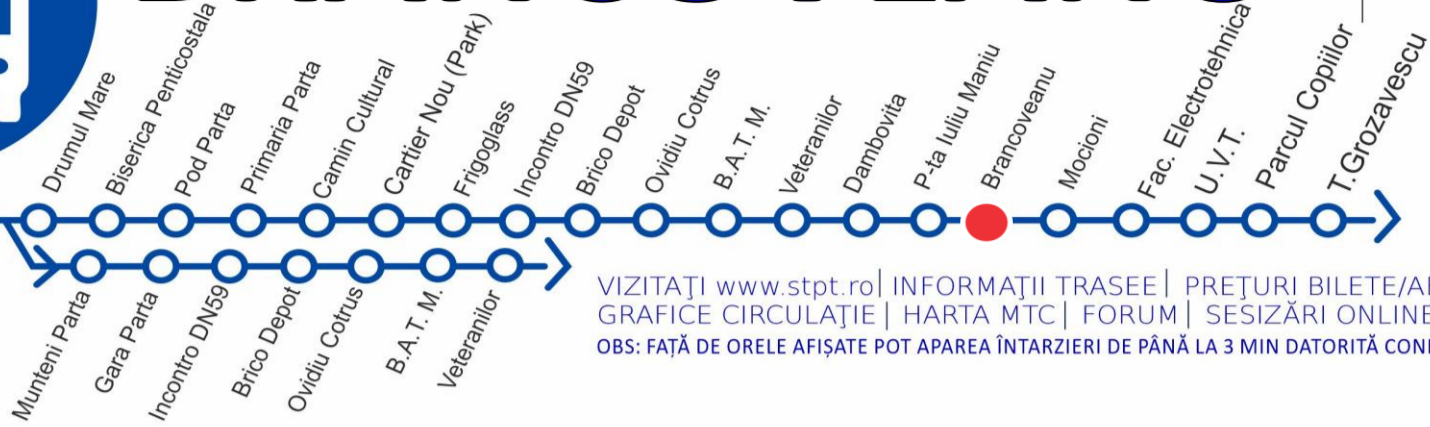 Drumul Mare
Biserica Penticostala
Pod Parta
Primaria Parta
Camin Cultural
Cartier Nou (Park)
Frigoglass
Incontro DN59
Brico Depot
Ovidiu Cotrus
B.A.T. M.
Veteranilor
Dambovita
P-ta Iuliu Maniu
Brancoveanu
Mocioni
Fac. Electrotehnica
U.V.T.
Parcul Copiilor
T.Grozavescu
Munteni Parta
Gara Parta
Incontro DN59
Brico Depot
Ovidiu Cotrus
B.A.T. M.
Veteranilor
VIZITAŢI www.stpt.ro| INFORMAŢII TRASEE| PREŢURI BILETE/
GRAFICE CIRCULAŢIE| HARTA MTC| FORUM| SESIZĂRI ONLINE
OBS: FAȚĂ DE ORELE AFIȘATE POT APAREA ÎNTARZIERI DE PÂNĂ LA 3 MIN DATORITĂ